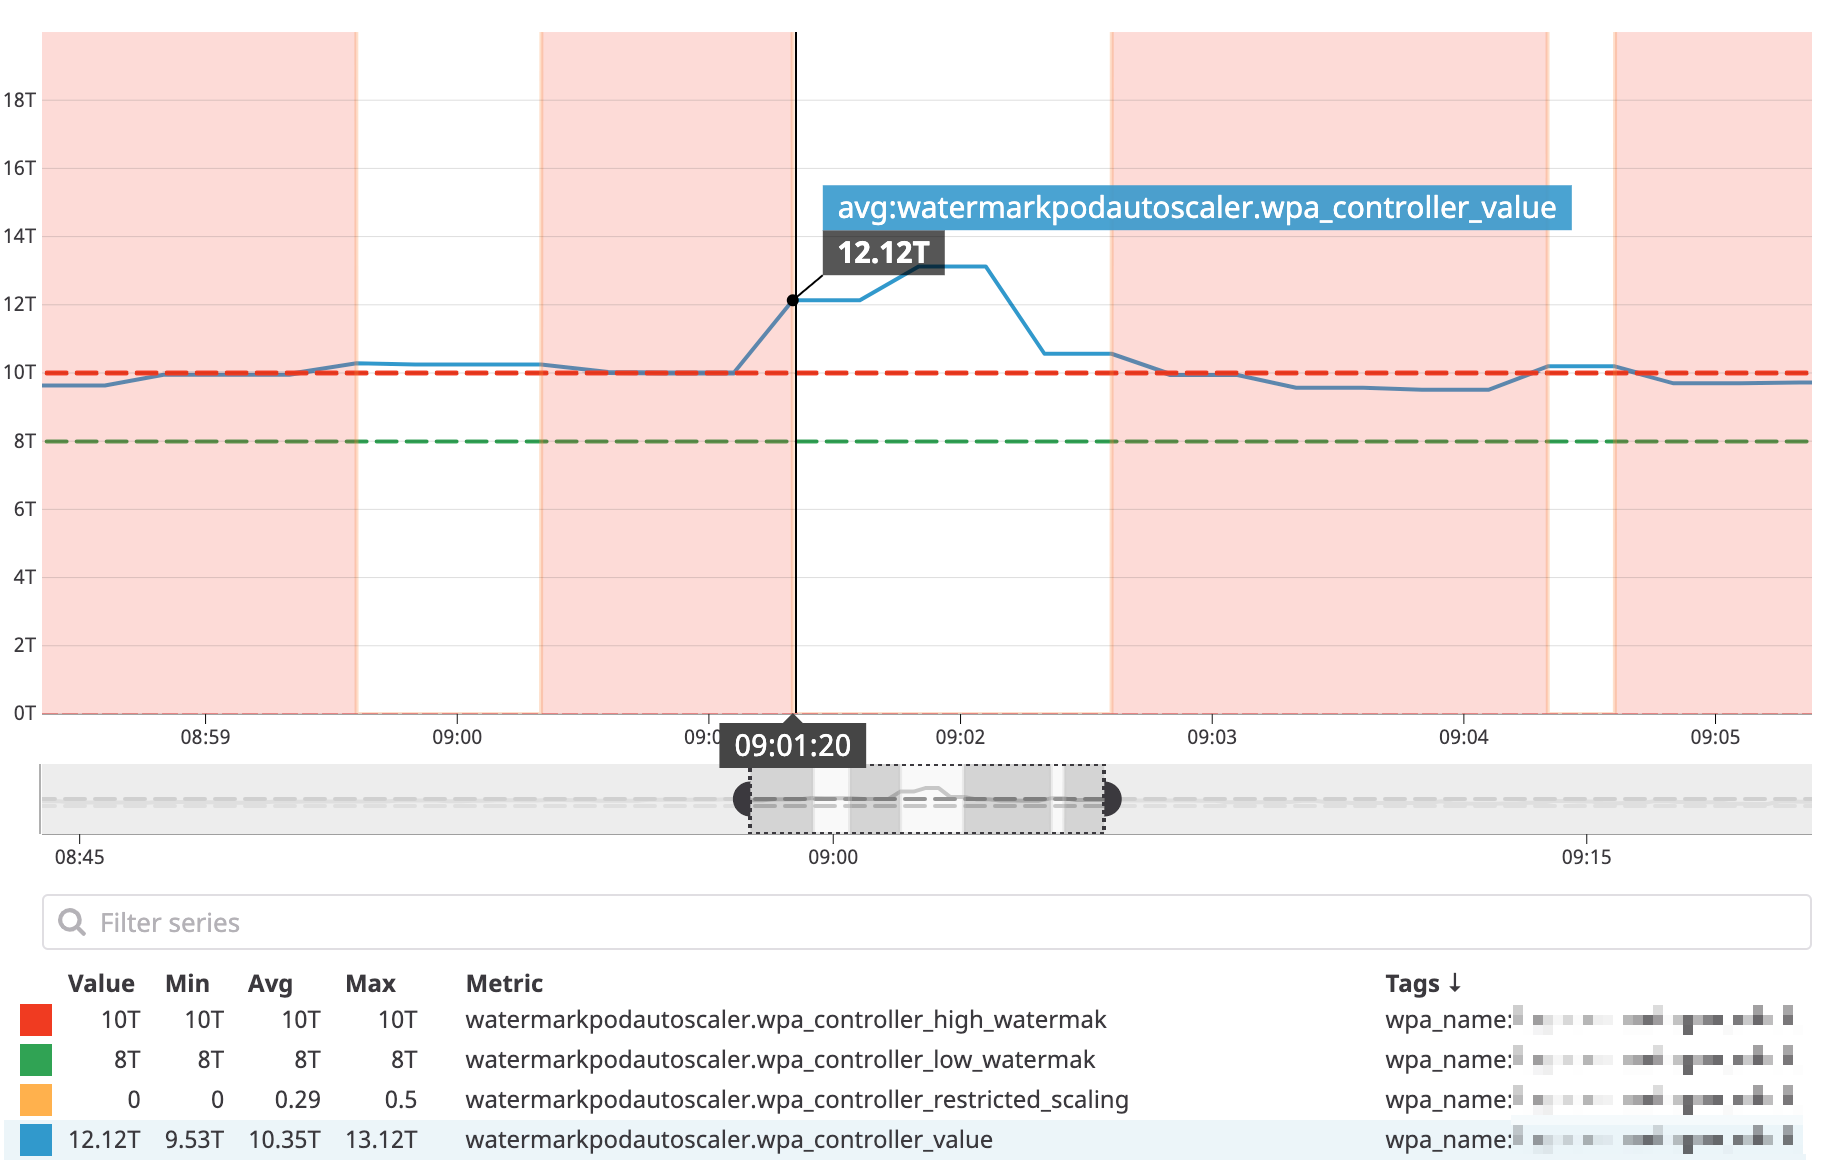 18T
16T
avg:watermarkpodautoscaler.wpa_controller_value
14T
12.12T
12T
10T
8T
6T
4T
2T
0T
08:59 09:00 09:0 09:02 09:03 09:04 09:05
09:01:20
08:45 09:00 09:15
Filter series
Value Min Avg Max Metric Tags ↓
10T 10T 10T 10T watermarkpodautoscaler.wpa_controller_high_watermak wpa_name:
8T 8T 8T 8T watermarkpodautoscaler.wpa_controller_low_watermak wpa_name:
0 0 0.29 0.5 watermarkpodautoscaler.wpa_controller_restricted_scaling wpa_name:
12.12T 9.53T 10.35T 13.12T watermarkpodautoscaler.wpa_controller_value wpa_name: